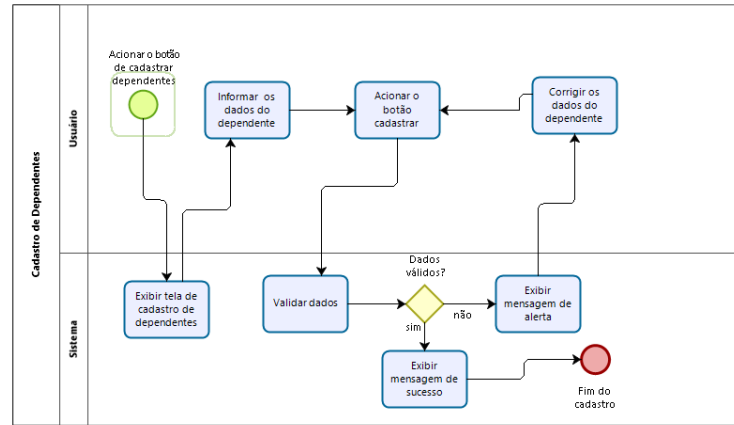 Cadastro de Dependentes
Usuário
Acionar o botão
de cadastrar
dependentes
Informar os
dados do
dependente
Acionar o
botão
cadastrar
Corrigir os
dados do
dependente
Sistema
Exibir tela de
cadastro de
dependentes
Validar dados
Dados
válidos?
não
sim
Exibir
mensagem de
alerta
Exibir
mensagem de
sucesso
Fim do
cadastro